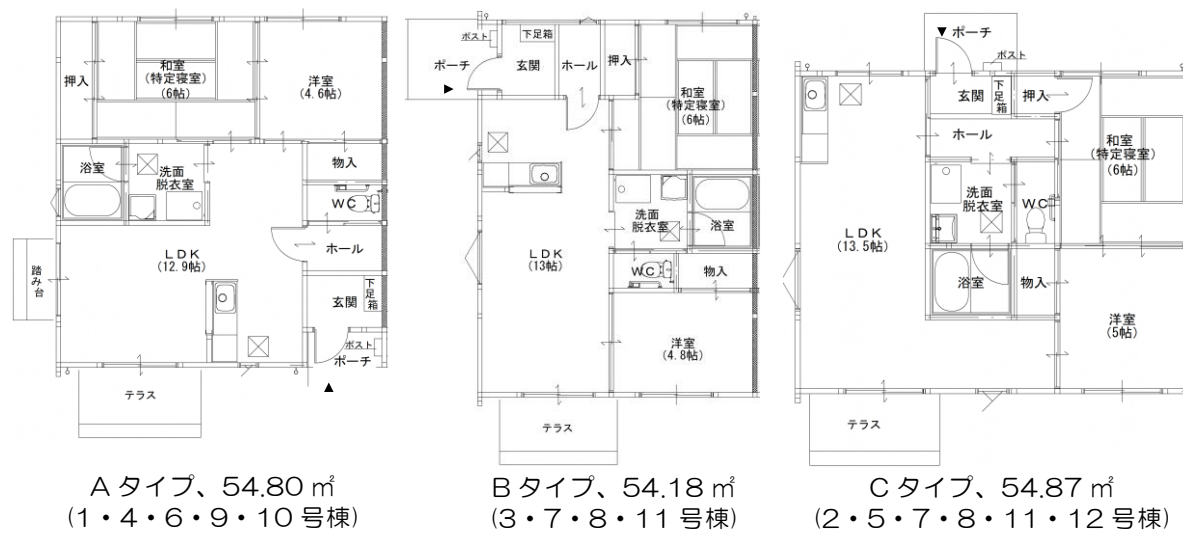 押入
和室
(特定寝室)
(6帖)
洋室
(4.6帖)
浴室
洗面
脱衣室
物入
WC
ホール
LDK
(12.9帖)
踏み台
玄関
下足箱
ポスト
ポーチ
テラス
Aタイプ、54.80㎡
(1・4・6・9・10号棟)
ポスト
下足箱
ポーチ
玄関
ホール
押入
和室
(特定寝室)
(6帖)
洗面
脱衣室
浴室
LDK
(13帖)
WC
物入
洋室
(4.8帖)
テラス
Bタイプ、54.18㎡
(3・7・8・11号棟)
ポーチ
ポスト
玄関
下足箱
押入
ホール
和室
(特定寝室)
(6帖)
洗面
脱衣室
WC
LDK
(13.5帖)
浴室
物入
洋室
(5帖)
テラス
Cタイプ、54.87㎡
(2・5・7・8・11・12号棟)